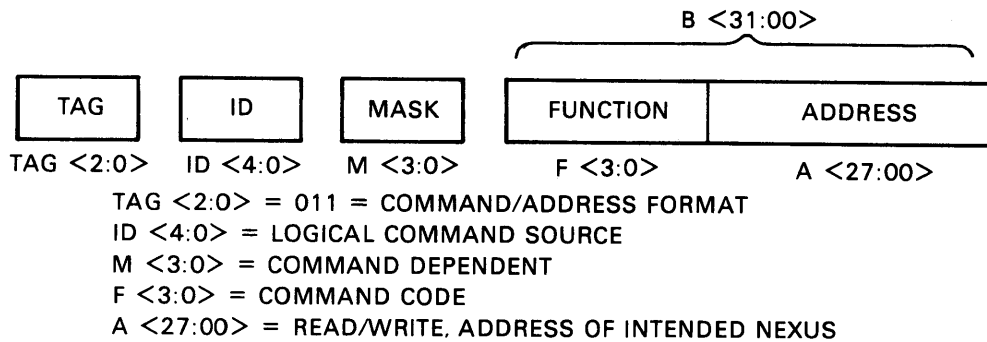 B <31:00>
TAG ID MASK FUNCTION ADDRESS
TAG <2:0> ID <4:0> M <3:0> F <3:0> A <27:00>
TAG <2:0> = 011 = COMMAND/ADDRESS FORMAT
ID <4:0> = LOGICAL COMMAND SOURCE
M <3:0> = COMMAND DEPENDENT
F <3:0> = COMMAND CODE
A <27:00> = READ/WRITE, ADDRESS OF INTENDED NEXUS